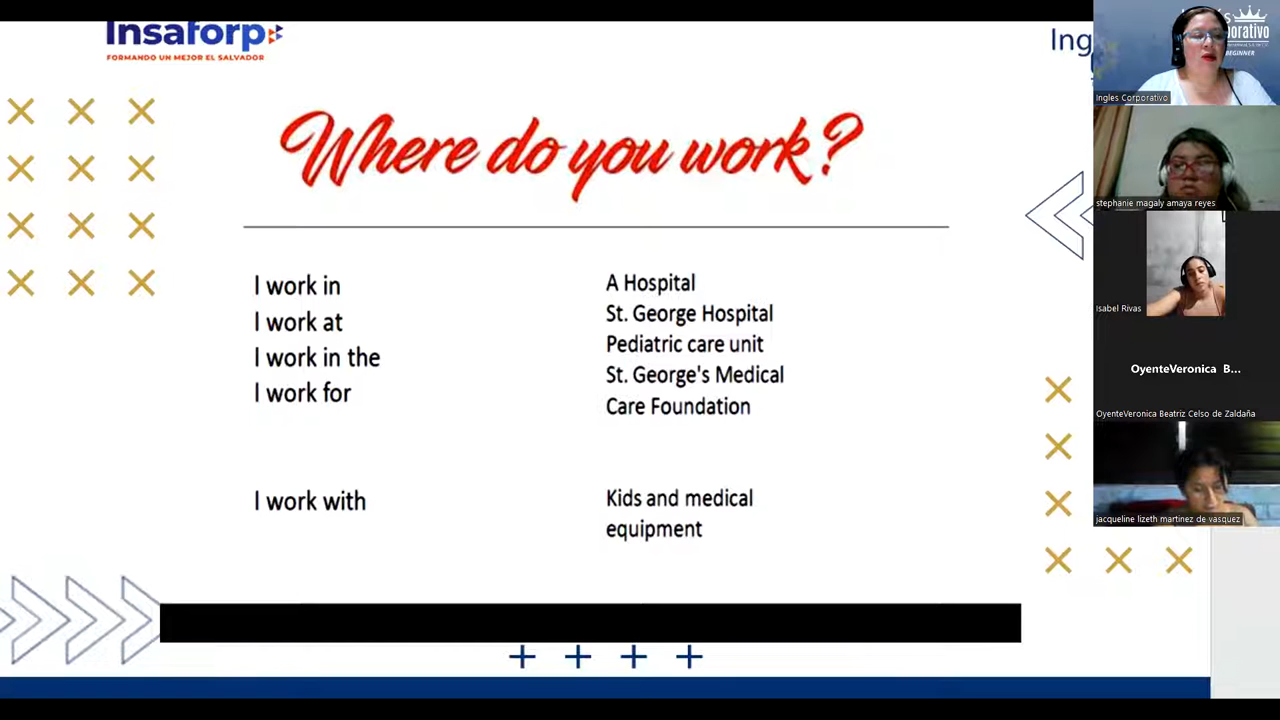 Insaforp
FORMANDO UN MEJOR EL SALVADOR
Ing
Where do you work?
I work in
I work at
I work in the
I work for
A Hospital
St. George Hospital
Pediatric care unit
St. George's Medical
Care Foundation
I work with
Kids and medical
equipment
BEGINNER
Ingles Corporativo
stephanie magaly amaya reyes
Isabel Rivas
OyenteVeronica B...
OyenteVeronica Beatriz Celso de Zaldaña
jacqueline lizeth martinez de vasquez